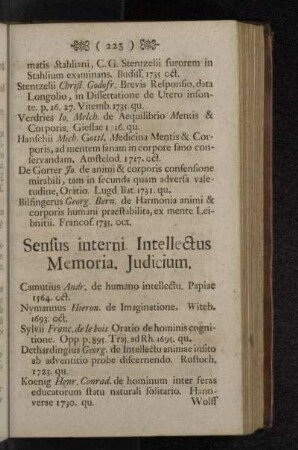 ( 223 )
matis Stahliani, C. G. Stentzelii furorem in
Stahlium examinans. Budiss. 1735 oct.
Stentzelii Christ. Godofr. Brevis Responsio, data
Longolio, in Dissertatione de Utero inson-
te. p. 26. 27. Vitemb. 1731. qu.
Verdries Jo. Melch. de Aequilibrio Mentis &
Corporis. Giessae 1726. qu.
Hanschii Mich. Gottl. Medicina Mentis & Cor-
poris, ad mentem sanam in corpore sano con-
servandam. Amstelod. 1727. oct.
De Gorter Jo. de animi & corporis consensione
mirabili, tam in secunda quam adversa vale-
tudine, Oratio. Lugd. Bat. 1731. qu.
Bilfingerus Georg. Bern. de Harmonia animi &
corporis humani praestabilita, ex mente Lei-
bnitii. Francof. 1735. oct.
Sensus interni. Intellectus
Memoria. Judicium.
Camutius Andr. de humano intellectu. Papiae
1564. oct.
Nymannus Hieron. de Imaginatione. Witeb.
1693. oct.
Sylvii Franc. de le boe Oratio de hominis cogni-
tione. Opp p. 895. Traj. ad Rh. 1695. qu.
Dethardingius Georg. de Intellectu animae insito
ab adventitio probe discernendo. Rostoch.
1723. qu.
Koenig Henr. Conrad. de hominum inter feras
educatorum statu naturali solitario. Hano-
verae 1730. qu.
Wolff